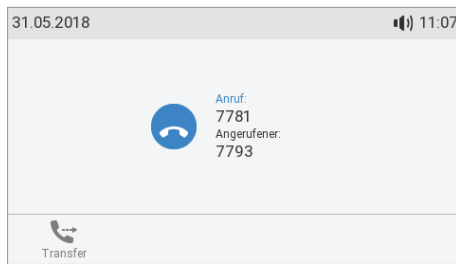 31.05.2018 11:07
Anruf:
7781
Angerufener:
7793
Transfer